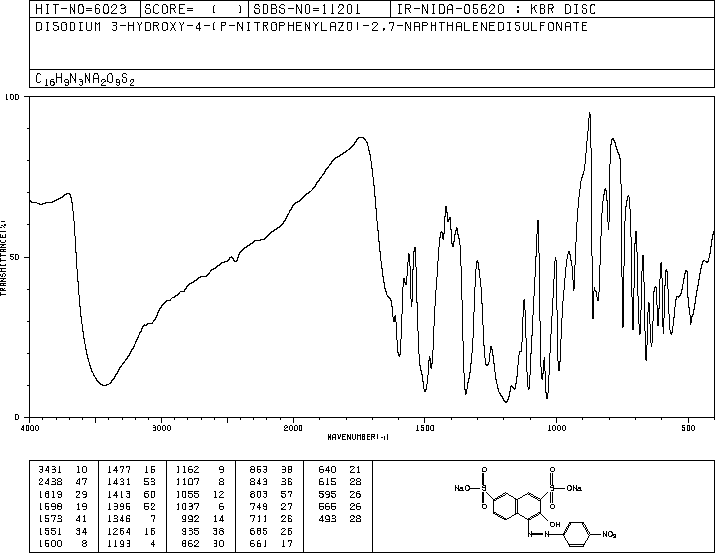 HIT-NO=6023 SCORE= ( ) SDBS-NO=11201 IR-NIDA-05620 : KBR DISC
DISODIUM 3-HYDROXY-4-(P-NITROPHENYLAZO)-2,7-NAPHTHALENEDISULFONATE
C16H9N3NA2O9S2
100
50
0
TRANSMITTANCE(%)
4000 3000 2000 1500 1000 500
WAVENUMBER(-1)
3431 10 1477 16 1162 9 863 38 640 21
2438 47 1431 53 1107 8 843 36 615 28
1619 29 1413 60 1055 12 803 57 595 26
1598 19 1396 52 1037 6 749 27 566 26
1573 41 1346 7 992 14 711 26 493 28
1551 34 1264 16 935 38 685 26
1500 8 1193 4 862 30 661 17
O O
NaO S S ONa
O O
OH
N=N NO2